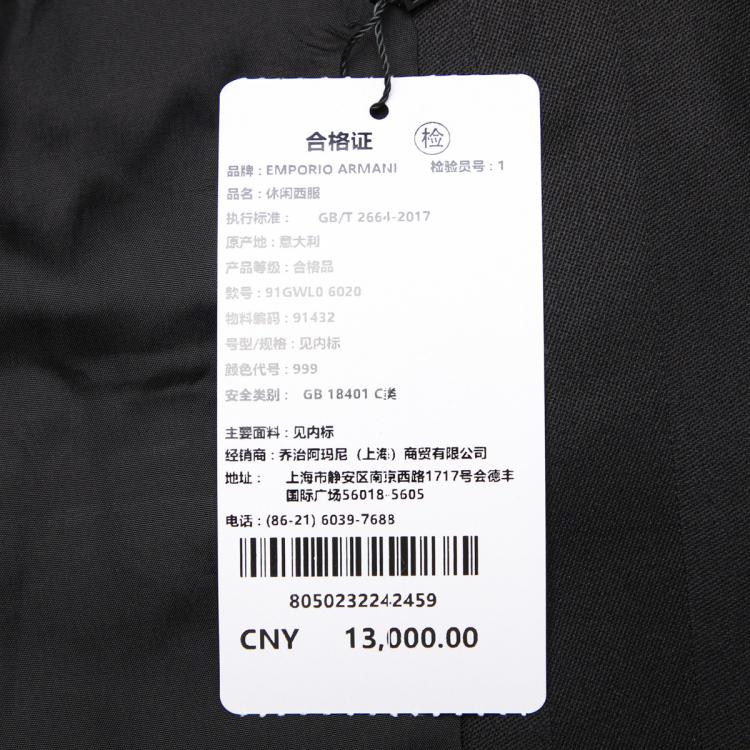 合格证 检
品牌：EMPORIO ARMANI 检验员号：1
品名：休闲西服
执行标准： GB/T 2664-2017
原产地：意大利
产品等级：合格品
款号：91GWL0 6020
物料编码：91432
号型/规格：见内标
颜色代号：999
安全类别： GB 18401 C类
主要面料：见内标
经销商：乔治阿玛尼（上海）商贸有限公司
地址： 上海市静安区南京西路1717号会德丰
国际广场5601B-5605
电话：(86-21) 6039-7688
8050232242459
CNY 13,000.00